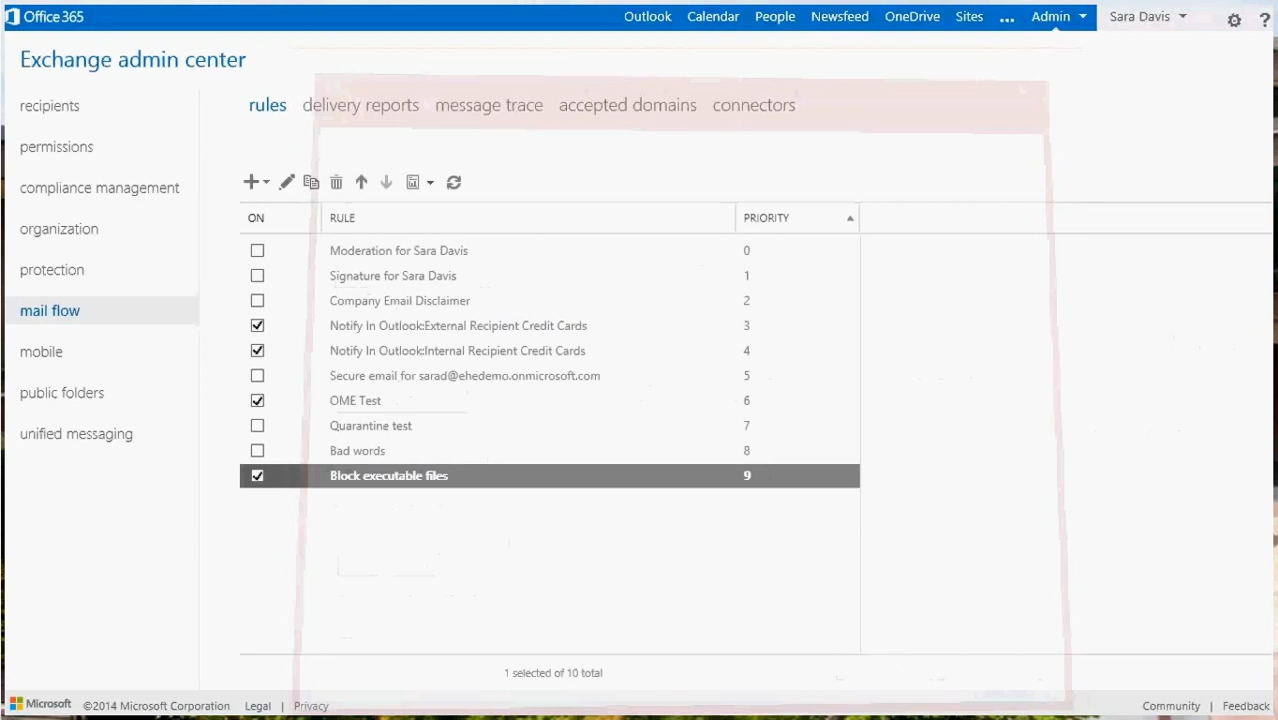 Office 365 Outlook Calendar People Newsfeed OneDrive Sites ... Admin Sara Davis ?
Exchange admin center
recipients
permissions
compliance management
organization
protection
mail flow
mobile
public folders
unified messaging
rules delivery reports message trace accepted domains connectors
ON RULE PRIORITY
Moderation for Sara Davis 0
Signature for Sara Davis 1
Company Email Disclaimer 2
Notify In Outlook:External Recipient Credit Cards 3
Notify In Outlook:Internal Recipient Credit Cards 4
Secure email for sarad@ehedemo.onmicrosoft.com 5
OME Test 6
Quarantine test 7
Bad words 8
Block executable files 9
1 selected of 10 total
Microsoft ©2014 Microsoft Corporation Legal | Privacy Community | Feedback